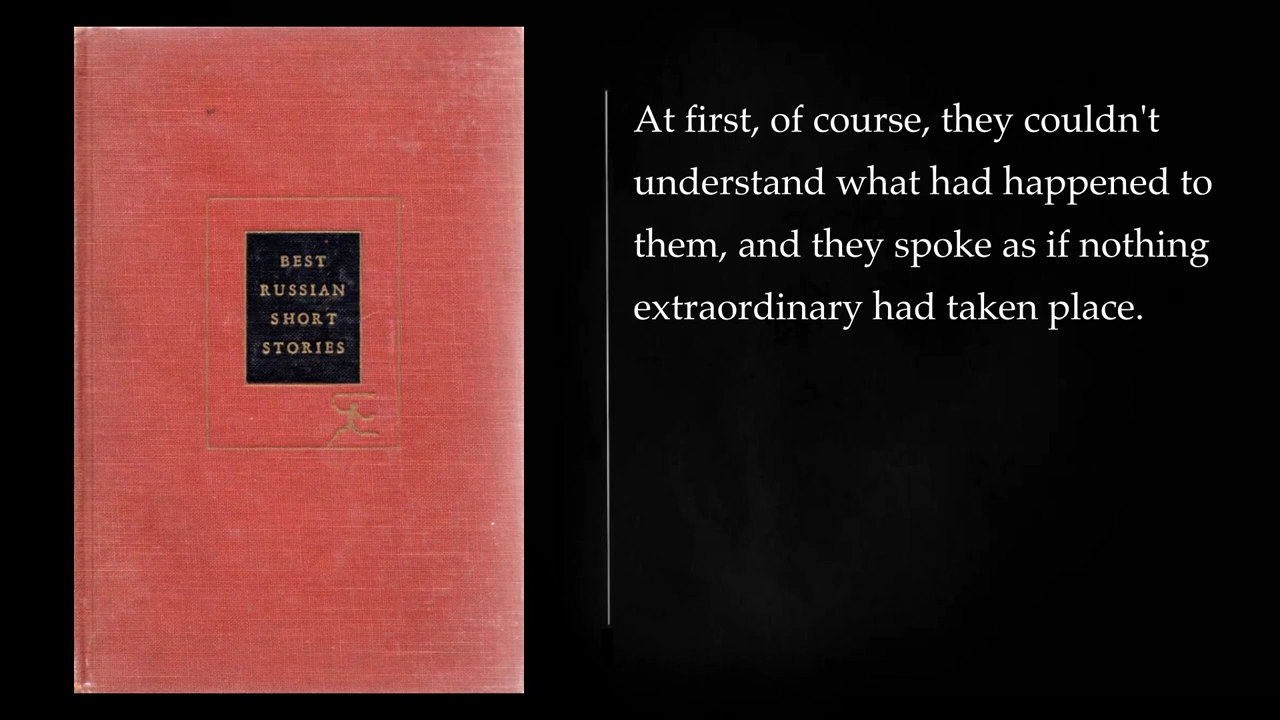 BEST
RUSSIAN
SHORT
STORIES
At first, of course, they couldn't
understand what had happened to
them, and they spoke as if nothing
extraordinary had taken place.